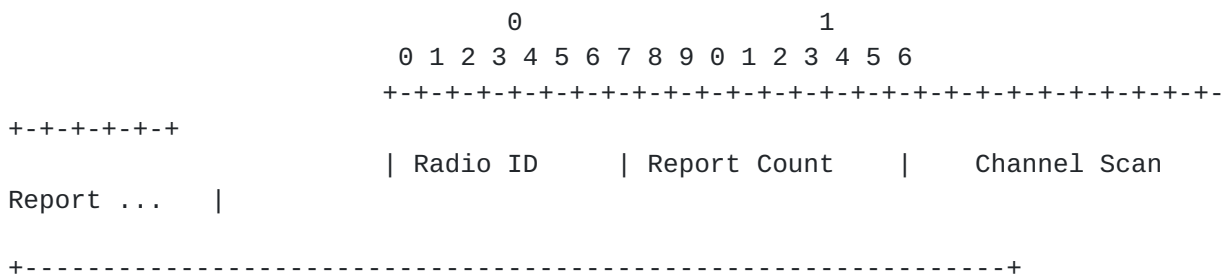 0                   1
0 1 2 3 4 5 6 7 8 9 0 1 2 3 4 5 6
+-+-+-+-+-+-+-+-+-+-+-+-+-+-+-+-+-+-+-+-+-+-+-+-+-+-+-
+-+-+-+-+-+
| Radio ID     | Report Count    |    Channel Scan
Report ...   |
+---------------------------------------------------------------+